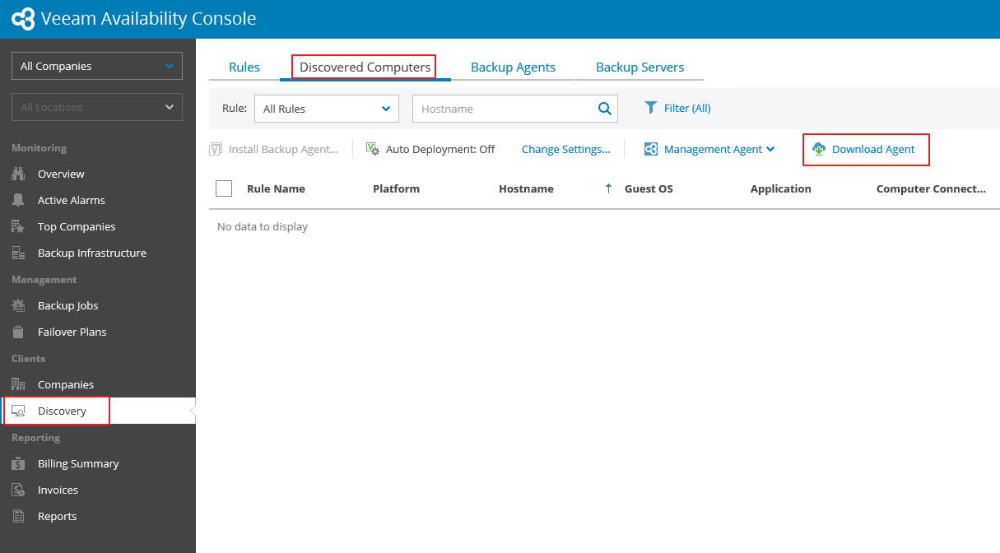 Veeam Availability Console
All Companies
All Locations
Monitoring
Overview
Active Alarms
Top Companies
Backup Infrastructure
Management
Backup Jobs
Failover Plans
Clients
Companies
Discovery
Reporting
Billing Summary
Invoices
Reports
Rules Discovered Computers Backup Agents Backup Servers
Rule: All Rules Hostname Filter (All)
Install Backup Agent... Auto Deployment: Off Change Settings... Management Agent Download Agent
Rule Name Platform Hostname Guest OS Application Computer Connect...
No data to display